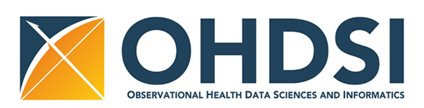 OHDSI
OBSERVATIONAL HEALTH DATA SCIENCES AND INFORMATICS